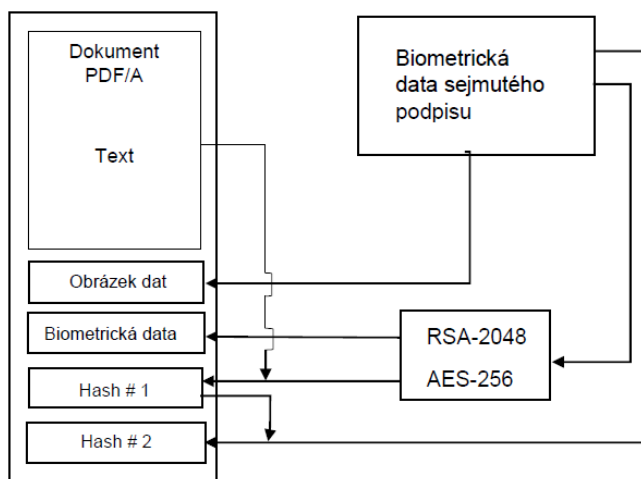 Dokument
PDF/A
Text
Obrázek dat
Biometrická data
Hash # 1
Hash # 2
Biometrická
data sejmutého
podpisu
RSA-2048
AES-256